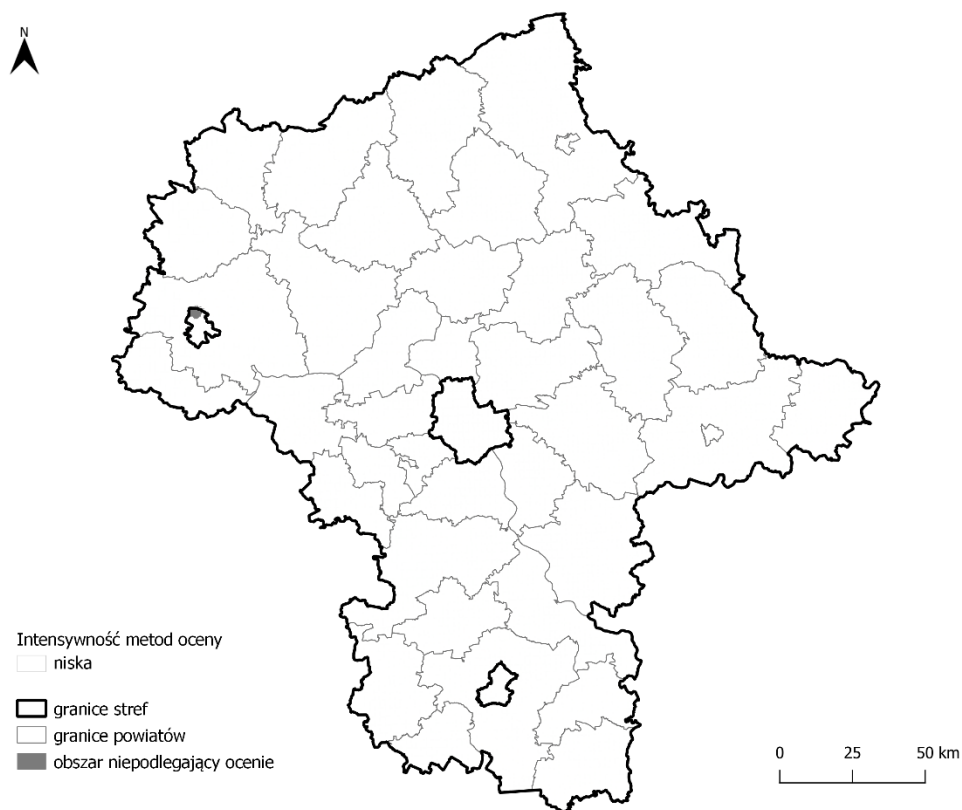 N
Intensywność metod oceny
niska
granice stref
granice powiatów
obszar niepodlegający ocenie
0 25 50 km